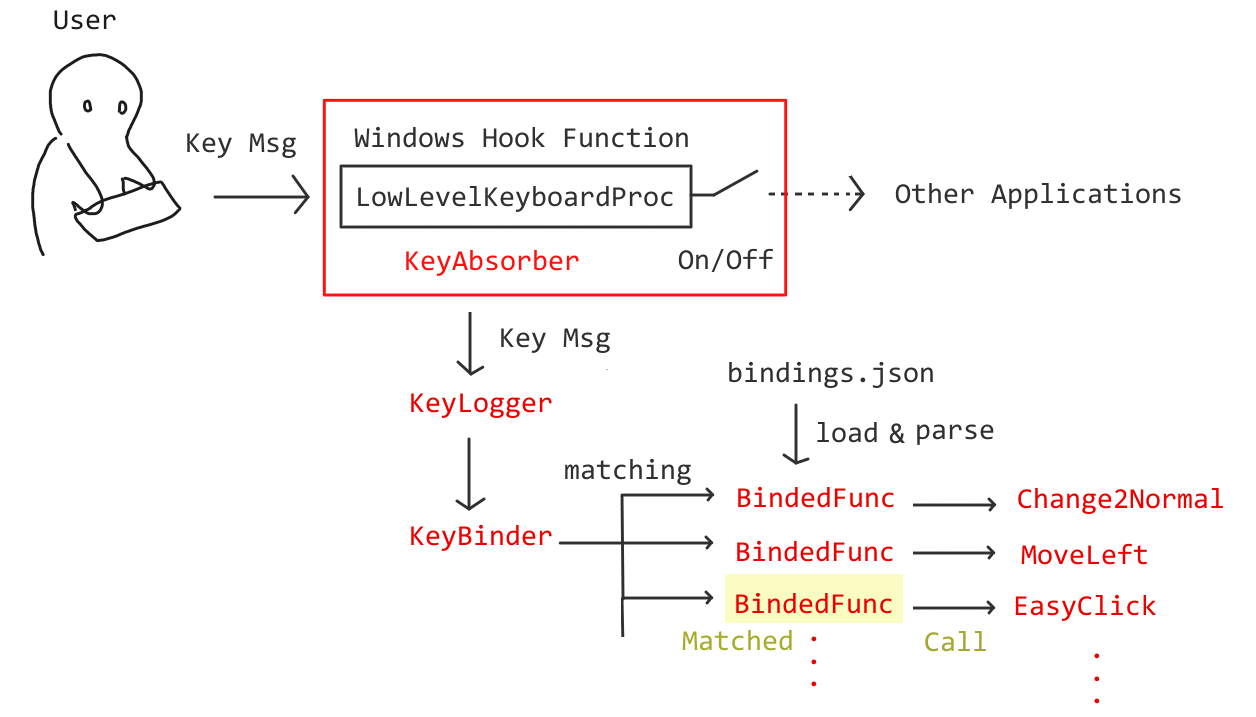 User
Key Msg
Windows Hook Function
LowLevelKeyboardProc
Other Applications
KeyAbsorber
On/Off
Key Msg
bindings.json
KeyLogger
load & parse
matching
BindedFunc
Change2Normal
KeyBinder
BindedFunc
MoveLeft
BindedFunc
EasyClick
Matched
Call